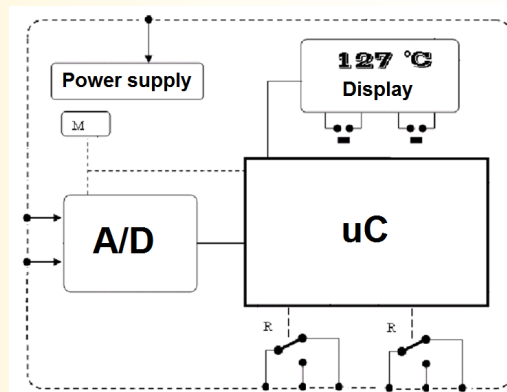 127 °C
Power supply
Display
M
A/D
uC
R
R